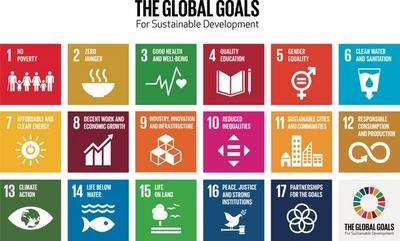 THE GLOBAL GOALS
For Sustainable Development
1 NO
POVERTY
2 ZERO
HUNGER
3 GOOD HEALTH
AND WELL-BEING
4 QUALITY
EDUCATION
5 GENDER
EQUALITY
6 CLEAN WATER
AND SANITATION
7 AFFORDABLE AND
CLEAN ENERGY
8 DECENT WORK AND
ECONOMIC GROWTH
9 INDUSTRY, INNOVATION
AND INFRASTRUCTURE
10 REDUCED
INEQUALITIES
11 SUSTAINABLE CITIES
AND COMMUNITIES
12 RESPONSIBLE
CONSUMPTION
AND PRODUCTION
13 CLIMATE
ACTION
14 LIFE BELOW
WATER
15 LIFE
ON LAND
16 PEACE, JUSTICE
AND STRONG
INSTITUTIONS
17 PARTNERSHIPS
FOR THE GOALS
THE GLOBAL GOALS
For Sustainable Development